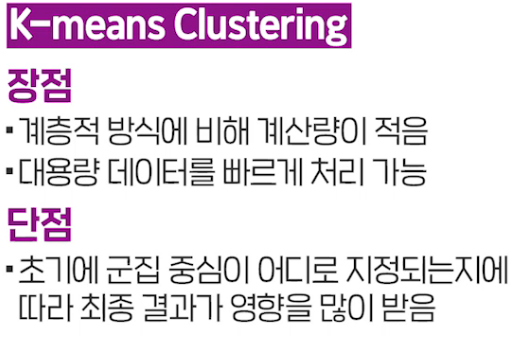 K-means Clustering
장점
▪ 계층적 방식에 비해 계산량이 적음
▪ 대용량 데이터를 빠르게 처리 가능
단점
▪ 초기에 군집 중심이 어디로 지정되는지에
따라 최종 결과가 영향을 많이 받음